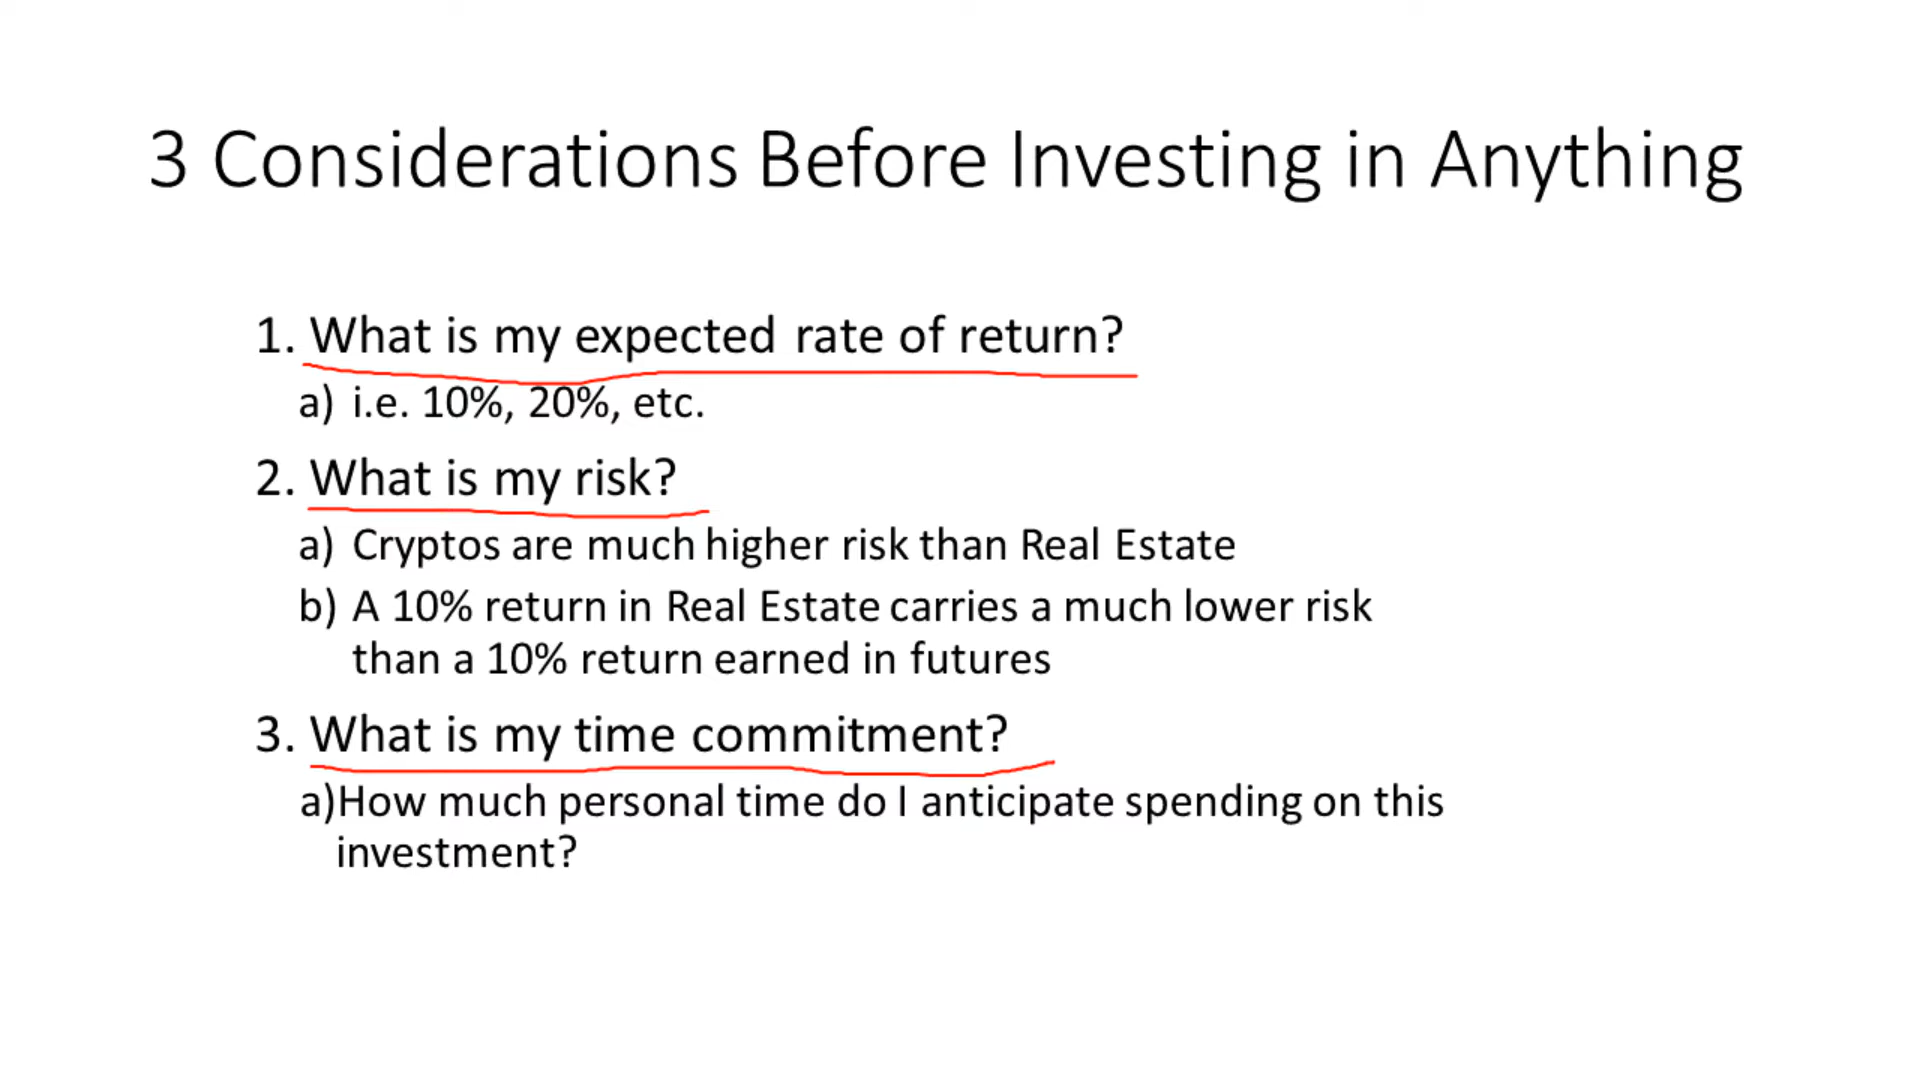 3 Considerations Before Investing in Anything
1. What is my expected rate of return?
a) i.e. 10%, 20%, etc.
2. What is my risk?
a) Cryptos are much higher risk than Real Estate
b) A 10% return in Real Estate carries a much lower risk
than a 10% return earned in futures
3. What is my time commitment?
a)How much personal time do I anticipate spending on this
investment?